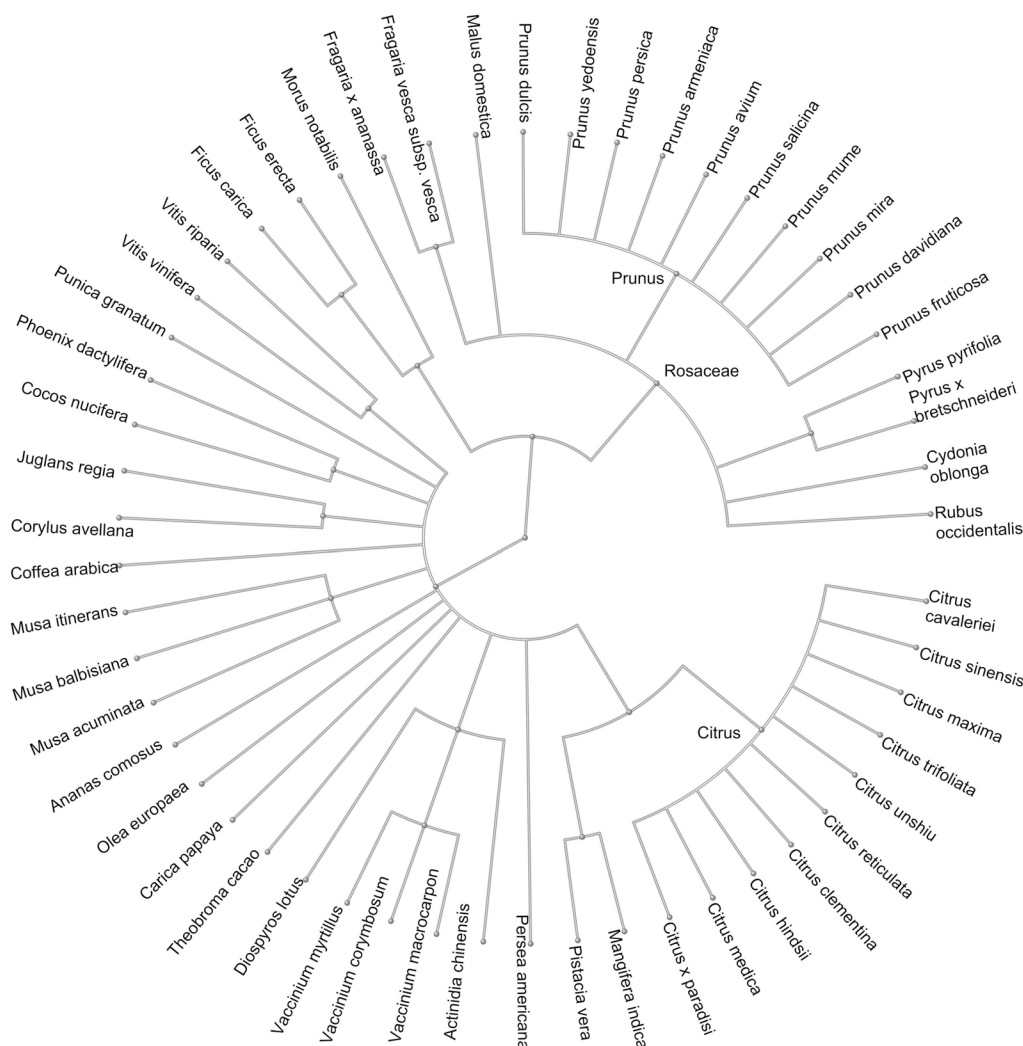 Prunus dulcis
Prunus yedoensis
Prunus persica
Prunus armeniaca
Prunus avium
Prunus salicina
Prunus mume
Prunus mira
Prunus davidiana
Prunus fruticosa
Pyrus pyrifolia
Pyrus x
bretschneideri
Cydonia
oblonga
Rubus
occidentalis
Citrus
cavaleriei
Citrus sinensis
Citrus maxima
Citrus trifoliata
Citrus unshiu
Citrus reticulata
Citrus clementina
Citrus hindsii
Citrus medica
Citrus x paradisi
Mangifera indica
Pistacia vera
Persea americana
Actinidia chinensis
Vaccinium macrocarpon
Vaccinium corymbosum
Vaccinium myrtillus
Diospyros lotus
Theobroma cacao
Carica papaya
Olea europaea
Ananas comosus
Musa acuminata
Musa balbisiana
Musa itinerans
Coffea arabica
Corylus avellana
Juglans regia
Cocos nucifera
Phoenix dactylifera
Punica granatum
Vitis vinifera
Vitis riparia
Ficus carica
Ficus erecta
Morus notabilis
Fragaria x ananassa
Fragaria vesca subsp. vesca
Malus domestica
Prunus
Rosaceae
Citrus